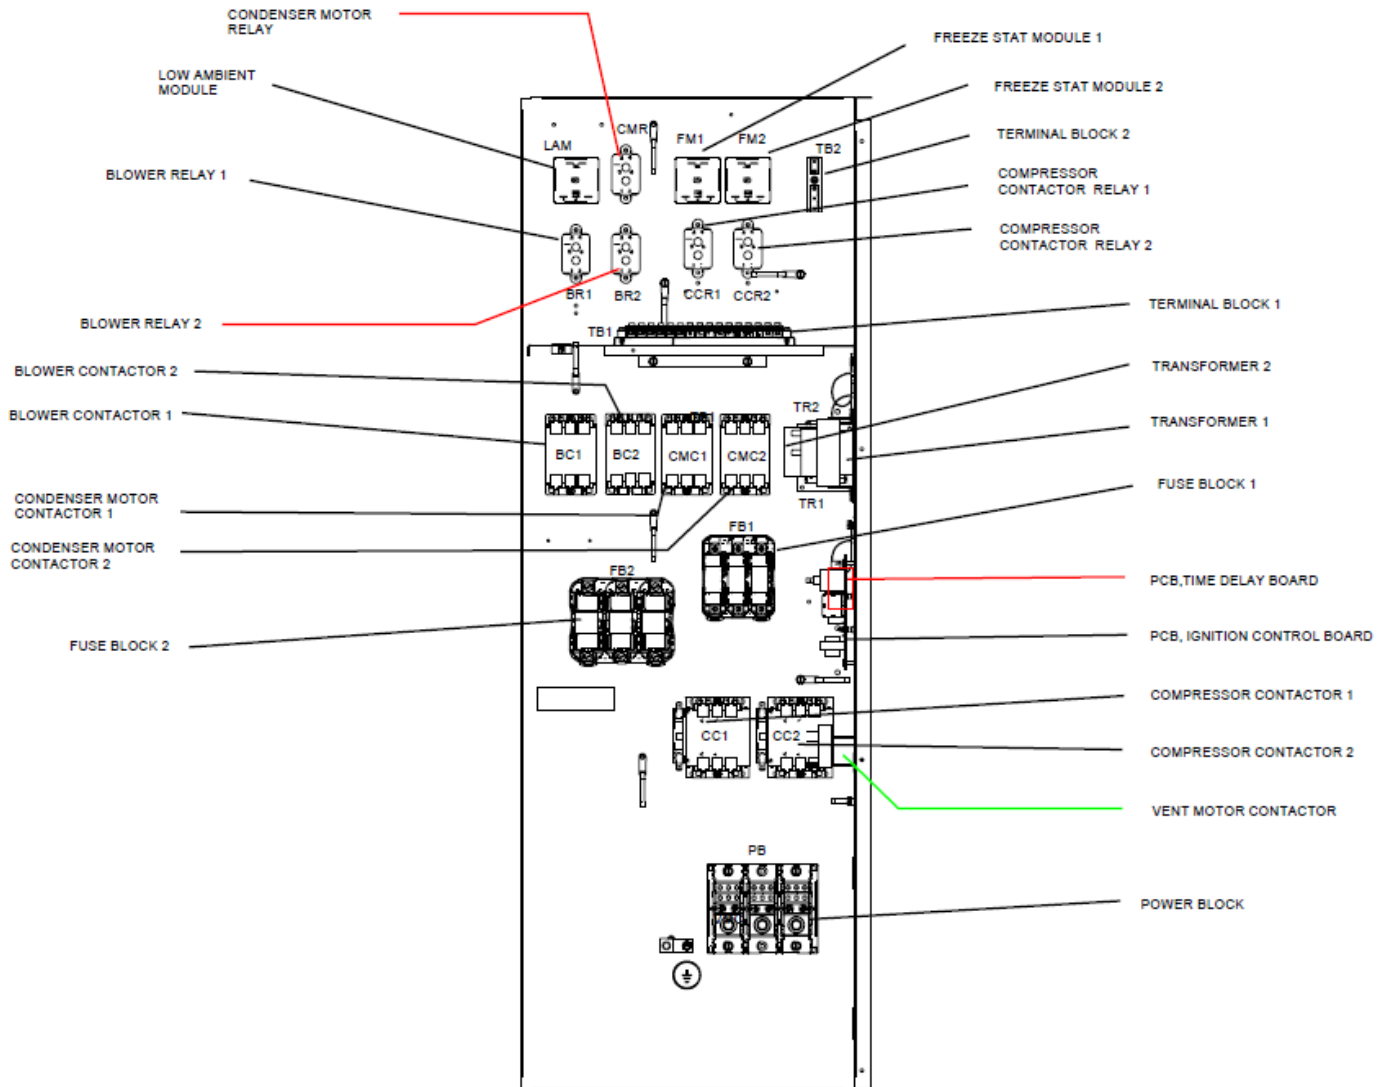 CONDENSER MOTOR
RELAY
FREEZE STAT MODULE 1
LOW AMBIENT
MODULE
FREEZE STAT MODULE 2
CMR
LAM
FM1
FM2
TB2
TERMINAL BLOCK 2
BLOWER RELAY 1
COMPRESSOR
CONTACTOR RELAY 1
COMPRESSOR
CONTACTOR RELAY 2
BR1
BR2
CCR1
CCR2
BLOWER RELAY 2
TB1
TERMINAL BLOCK 1
BLOWER CONTACTOR 2
TRANSFORMER 2
BLOWER CONTACTOR 1
TR2
TRANSFORMER 1
BC1
BC2
CMC1
CMC2
TR1
CONDENSER MOTOR
CONTACTOR 1
FUSE BLOCK 1
FB1
CONDENSER MOTOR
CONTACTOR 2
FB2
PCB,TIME DELAY BOARD
FUSE BLOCK 2
PCB, IGNITION CONTROL BOARD
COMPRESSOR CONTACTOR 1
CC1
CC2
COMPRESSOR CONTACTOR 2
VENT MOTOR CONTACTOR
PB
POWER BLOCK